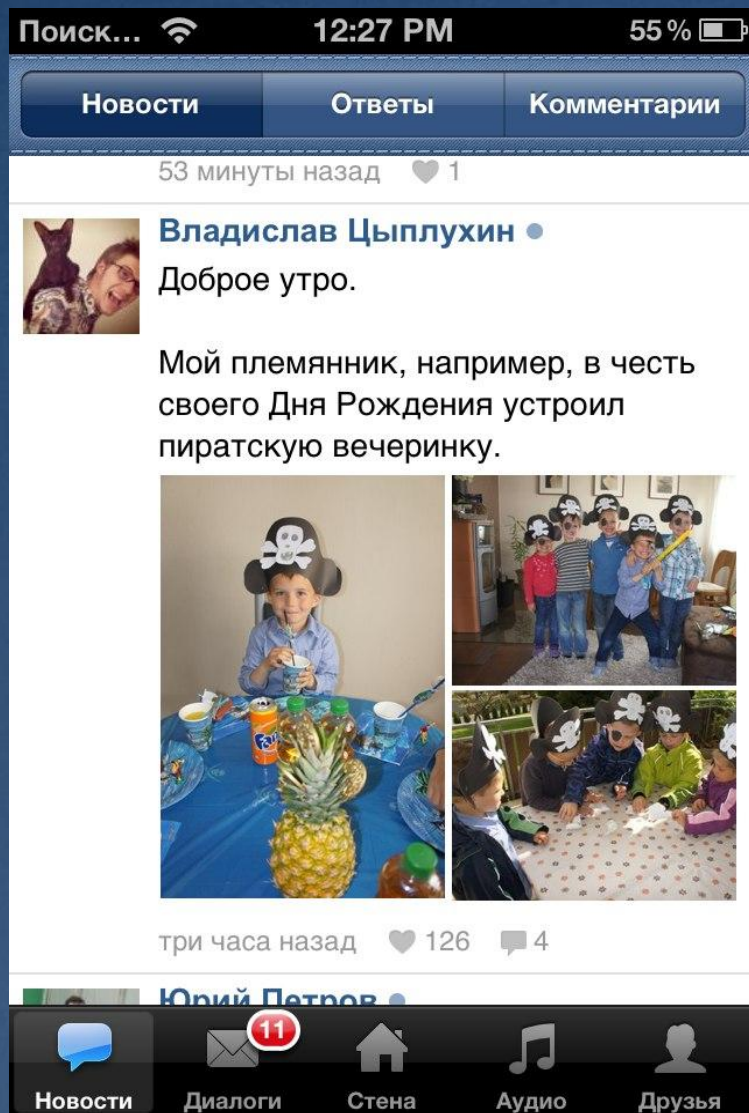 Поиск... 12:27 PM 55 %
Новости Ответы Комментарии
53 минуты назад 1
Владислав Цыплухин
Доброе утро.
Мой племянник, например, в честь
своего Дня Рождения устроил
пиратскую вечеринку.
Fanta
три часа назад 126 4
Юрий Петров
11
Новости Диалоги Стена Аудио Друзья